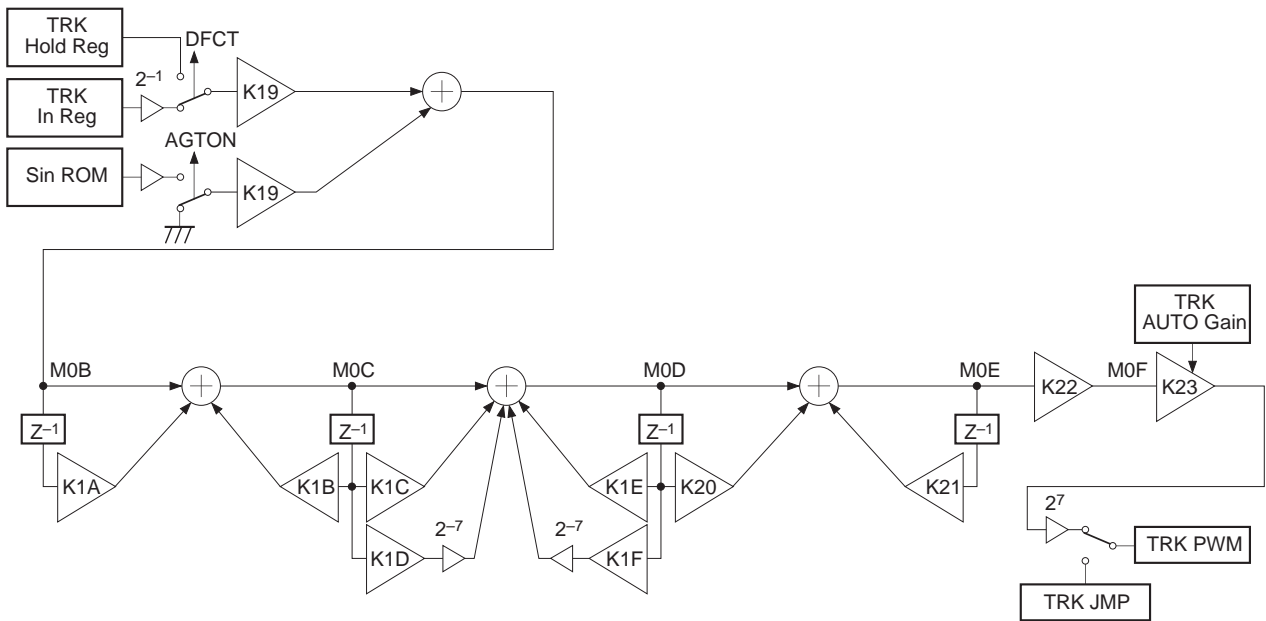 TRK
Hold Reg
DFCT
2⁻¹
TRK
In Reg
K19
AGTON
Sin ROM
K19
TRK
AUTO Gain
M0B
M0C
M0D
M0E
K22
M0F
K23
Z⁻¹
Z⁻¹
Z⁻¹
Z⁻¹
K1A
K1B
K1C
K1E
K20
K21
2⁻⁷
2⁻⁷
K1D
K1F
2⁷
TRK PWM
TRK JMP